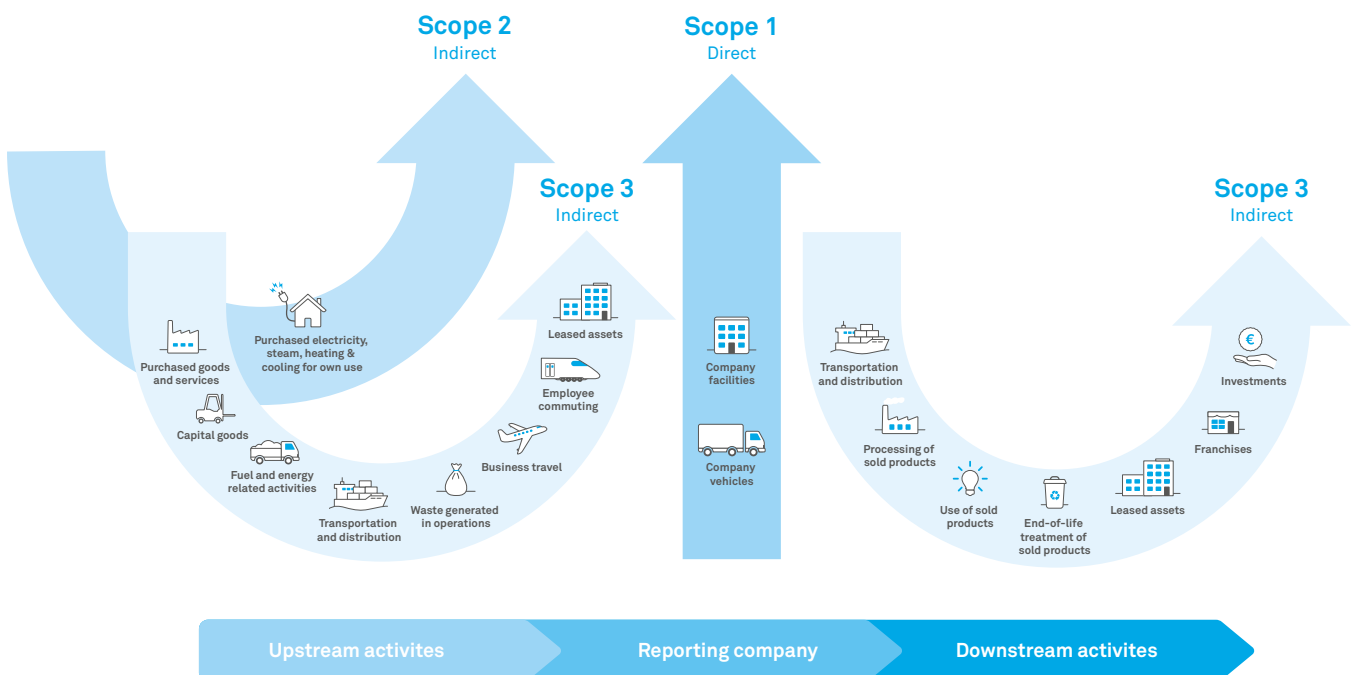 Scope 2
Indirect
Scope 1
Direct
Scope 3
Indirect
Scope 3
Indirect
Purchased electricity,
steam, heating &
cooling for own use
Purchased goods
and services
Capital goods
Fuel and energy
related activities
Transportation
and distribution
Waste generated
in operations
Business travel
Employee
commuting
Leased assets
Company
facilities
Company
vehicles
Transportation
and distribution
Processing of
sold products
Use of sold
products
End-of-life
treatment of
sold products
Leased assets
Franchises
€
Investments
Upstream activites
Reporting company
Downstream activites